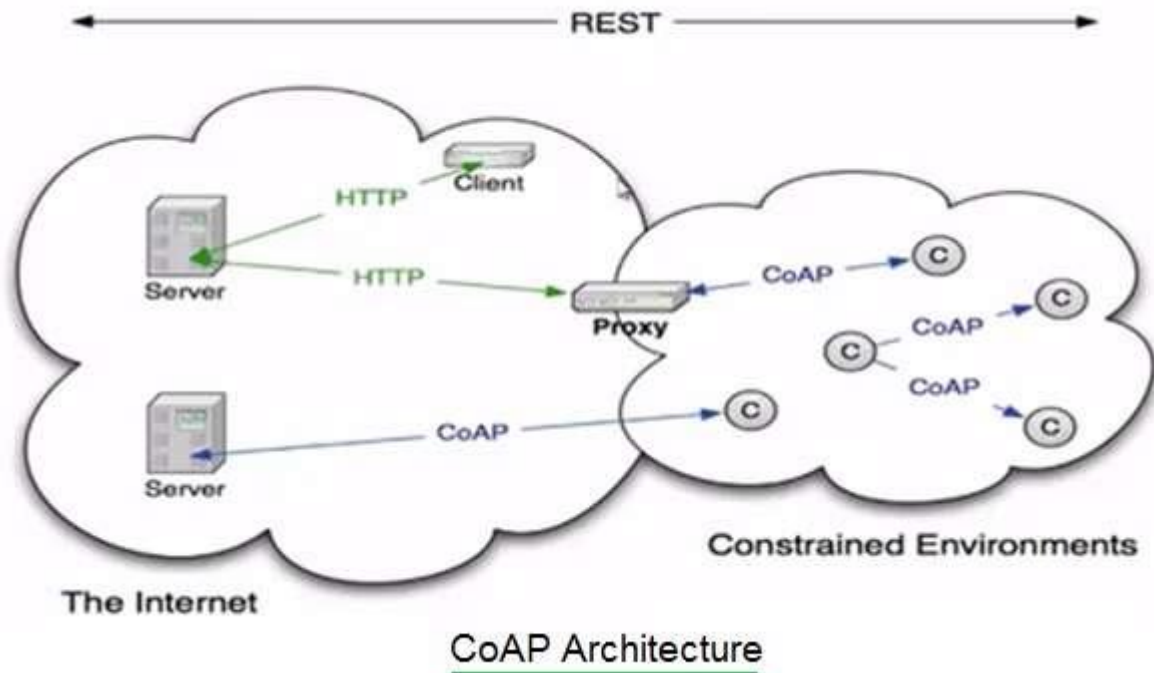 REST
Client
HTTP
Server
HTTP
Proxy
CoAP
C
C
CoAP
C
CoAP
C
C
CoAP
Server
Constrained Environments
The Internet
CoAP Architecture